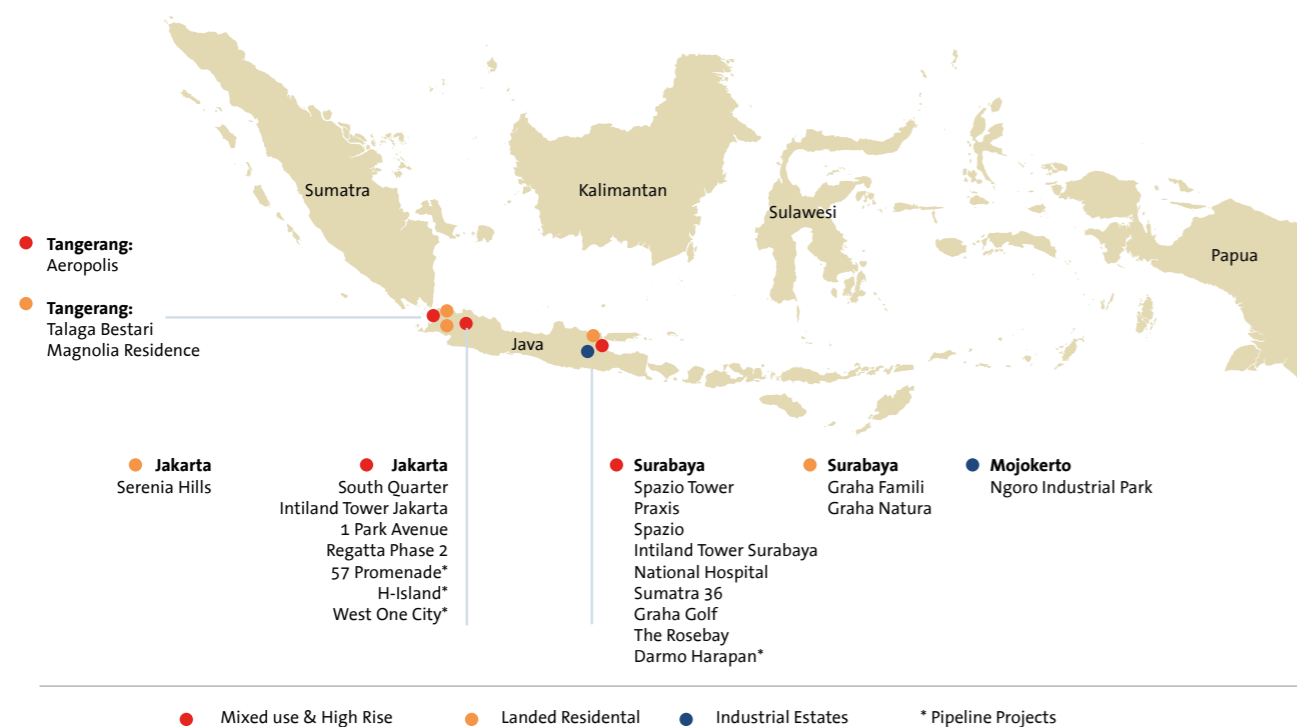 Sumatra
Kalimantan
Sulawesi
Papua
Java
Tangerang:
Aeropolis
Tangerang:
Talaga Bestari
Magnolia Residence
Jakarta
Serenia Hills
Jakarta
South Quarter
Intiland Tower Jakarta
1 Park Avenue
Regatta Phase 2
57 Promenade*
H-Island*
West One City*
Surabaya
Spazio Tower
Praxis
Spazio
Intiland Tower Surabaya
National Hospital
Sumatra 36
Graha Golf
The Rosebay
Darmo Harapan*
Surabaya
Graha Famili
Graha Natura
Mojokerto
Ngoro Industrial Park
Mixed use & High Rise
Landed Residental
Industrial Estates
* Pipeline Projects